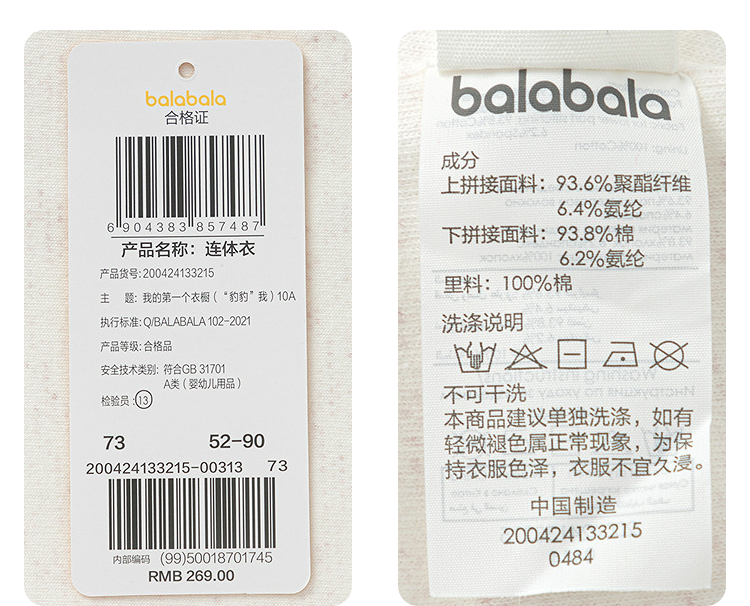 balabala
合格证
6 904383 857487
产品名称：连体衣
产品货号:200424133215
主 题: 我的第一个衣橱（“豹豹”我）10A
执行标准: Q/BALABALA 102-2021
产品等级: 合格品
安全技术类别: 符合GB 31701
A类（婴幼儿用品）
检验员: 13
73 52-90
200424133215-00313 73
内部编码 (99)50018701745
RMB 269.00
balabala
成分
上拼接面料：93.6%聚酯纤维
6.4%氨纶
下拼接面料：93.8%棉
6.2%氨纶
里料：100%棉
洗涤说明
不可干洗
本商品建议单独洗涤，如有
轻微褪色属正常现象，为保
持衣服色泽，衣服不宜久浸。
中国制造
200424133215
0484